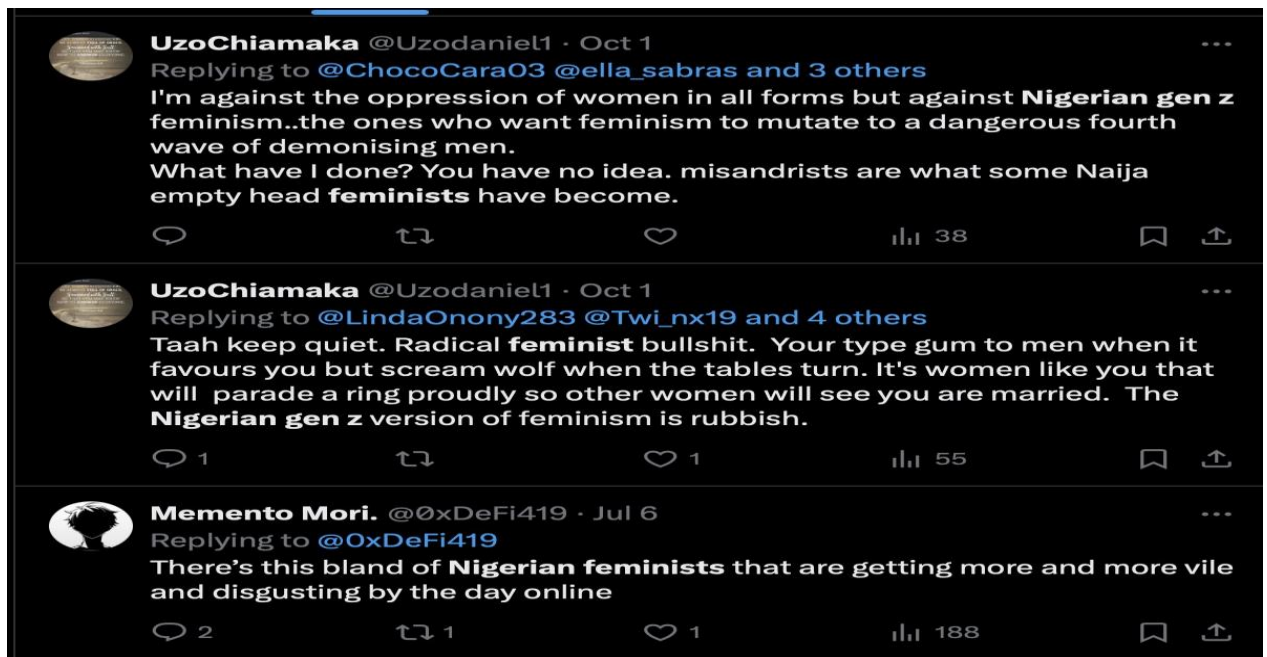 UzoChiamaka @Uzodaniel1 · Oct 1
Replying to @ChocoCara03 @ella_sabras and 3 others
I'm against the oppression of women in all forms but against Nigerian gen z
feminism..the ones who want feminism to mutate to a dangerous fourth
wave of demonising men.
What have I done? You have no idea. misandrists are what some Naija
empty head feminists have become.
38
UzoChiamaka @Uzodaniel1 · Oct 1
Replying to @LindaOnony283 @Twi_nx19 and 4 others
Taah keep quiet. Radical feminist bullshit. Your type gum to men when it
favours you but scream wolf when the tables turn. It's women like you that
will parade a ring proudly so other women will see you are married. The
Nigerian gen z version of feminism is rubbish.
1 1 55
Memento Mori. @0xDeFi419 · Jul 6
Replying to @0xDeFi419
There's this bland of Nigerian feminists that are getting more and more vile
and disgusting by the day online
2 1 1 188